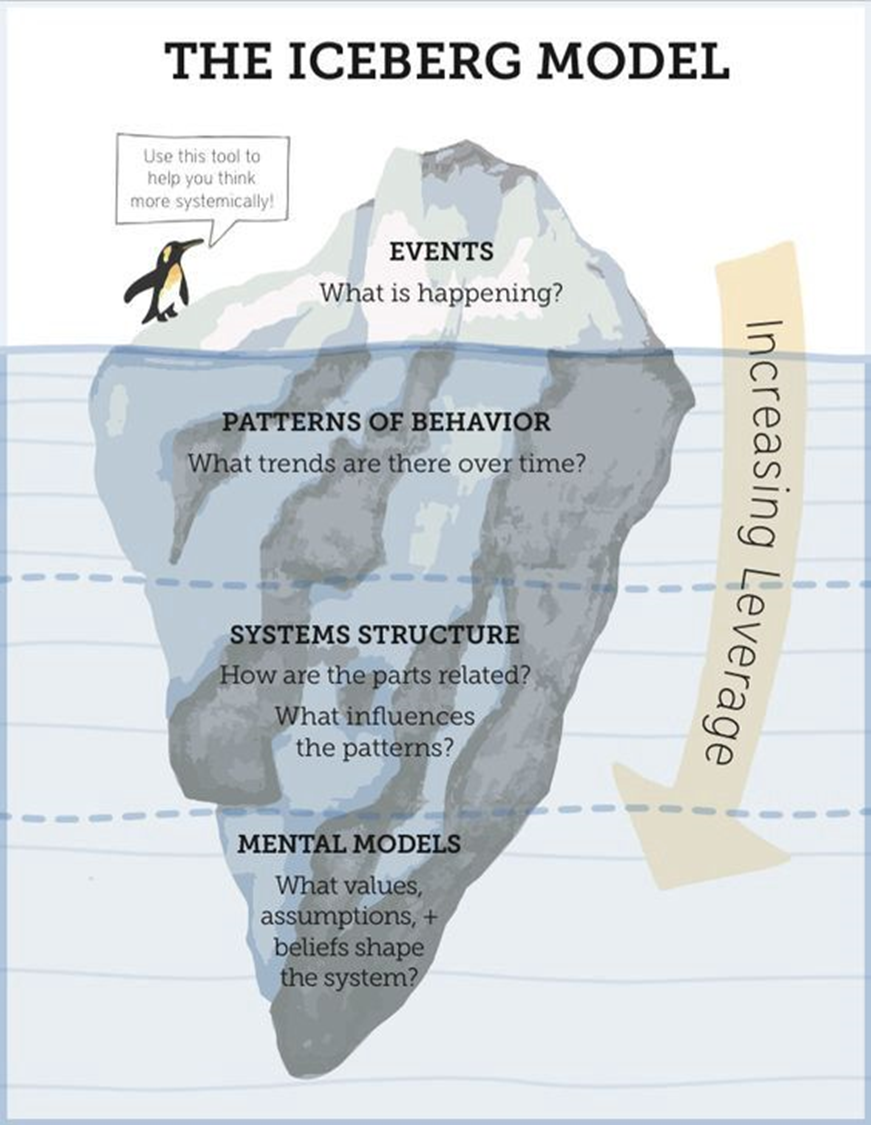 THE ICEBERG MODEL
Use this tool to
help you think
more systemically!
EVENTS
What is happening?
PATTERNS OF BEHAVIOR
What trends are there over time?
SYSTEMS STRUCTURE
How are the parts related?
What influences
the patterns?
MENTAL MODELS
What values,
assumptions, +
beliefs shape
the system?
Increasing Leverage